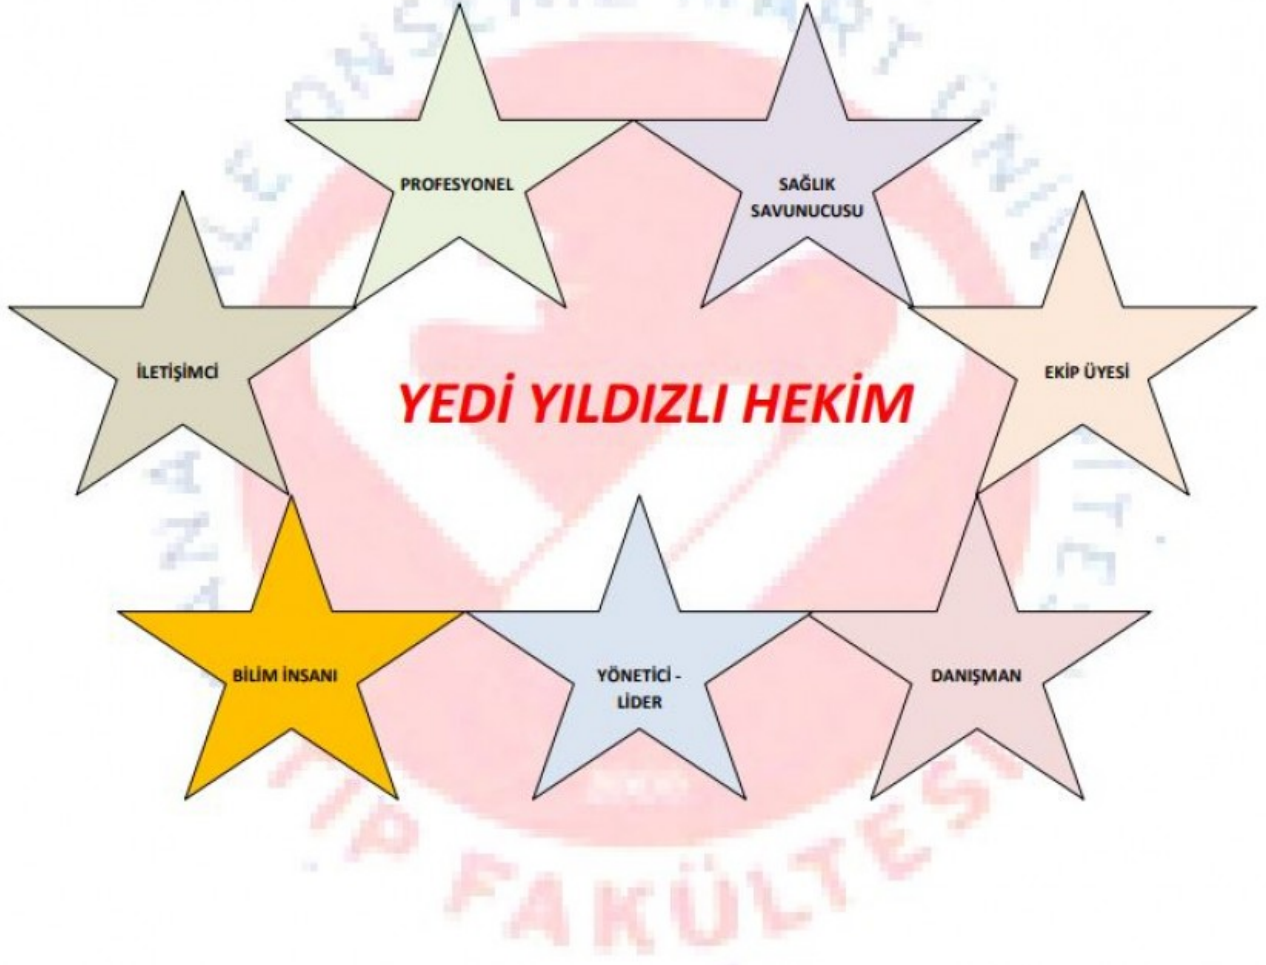 PROFESYONEL
SAĞLIK
SAVUNUCUSU
İLETİŞİMCİ
EKİP ÜYESİ
YEDİ YILDIZLI HEKİM
BİLİM İNSANI
YÖNETİCİ -
LİDER
DANIŞMAN
TIP FAKÜLTESİ